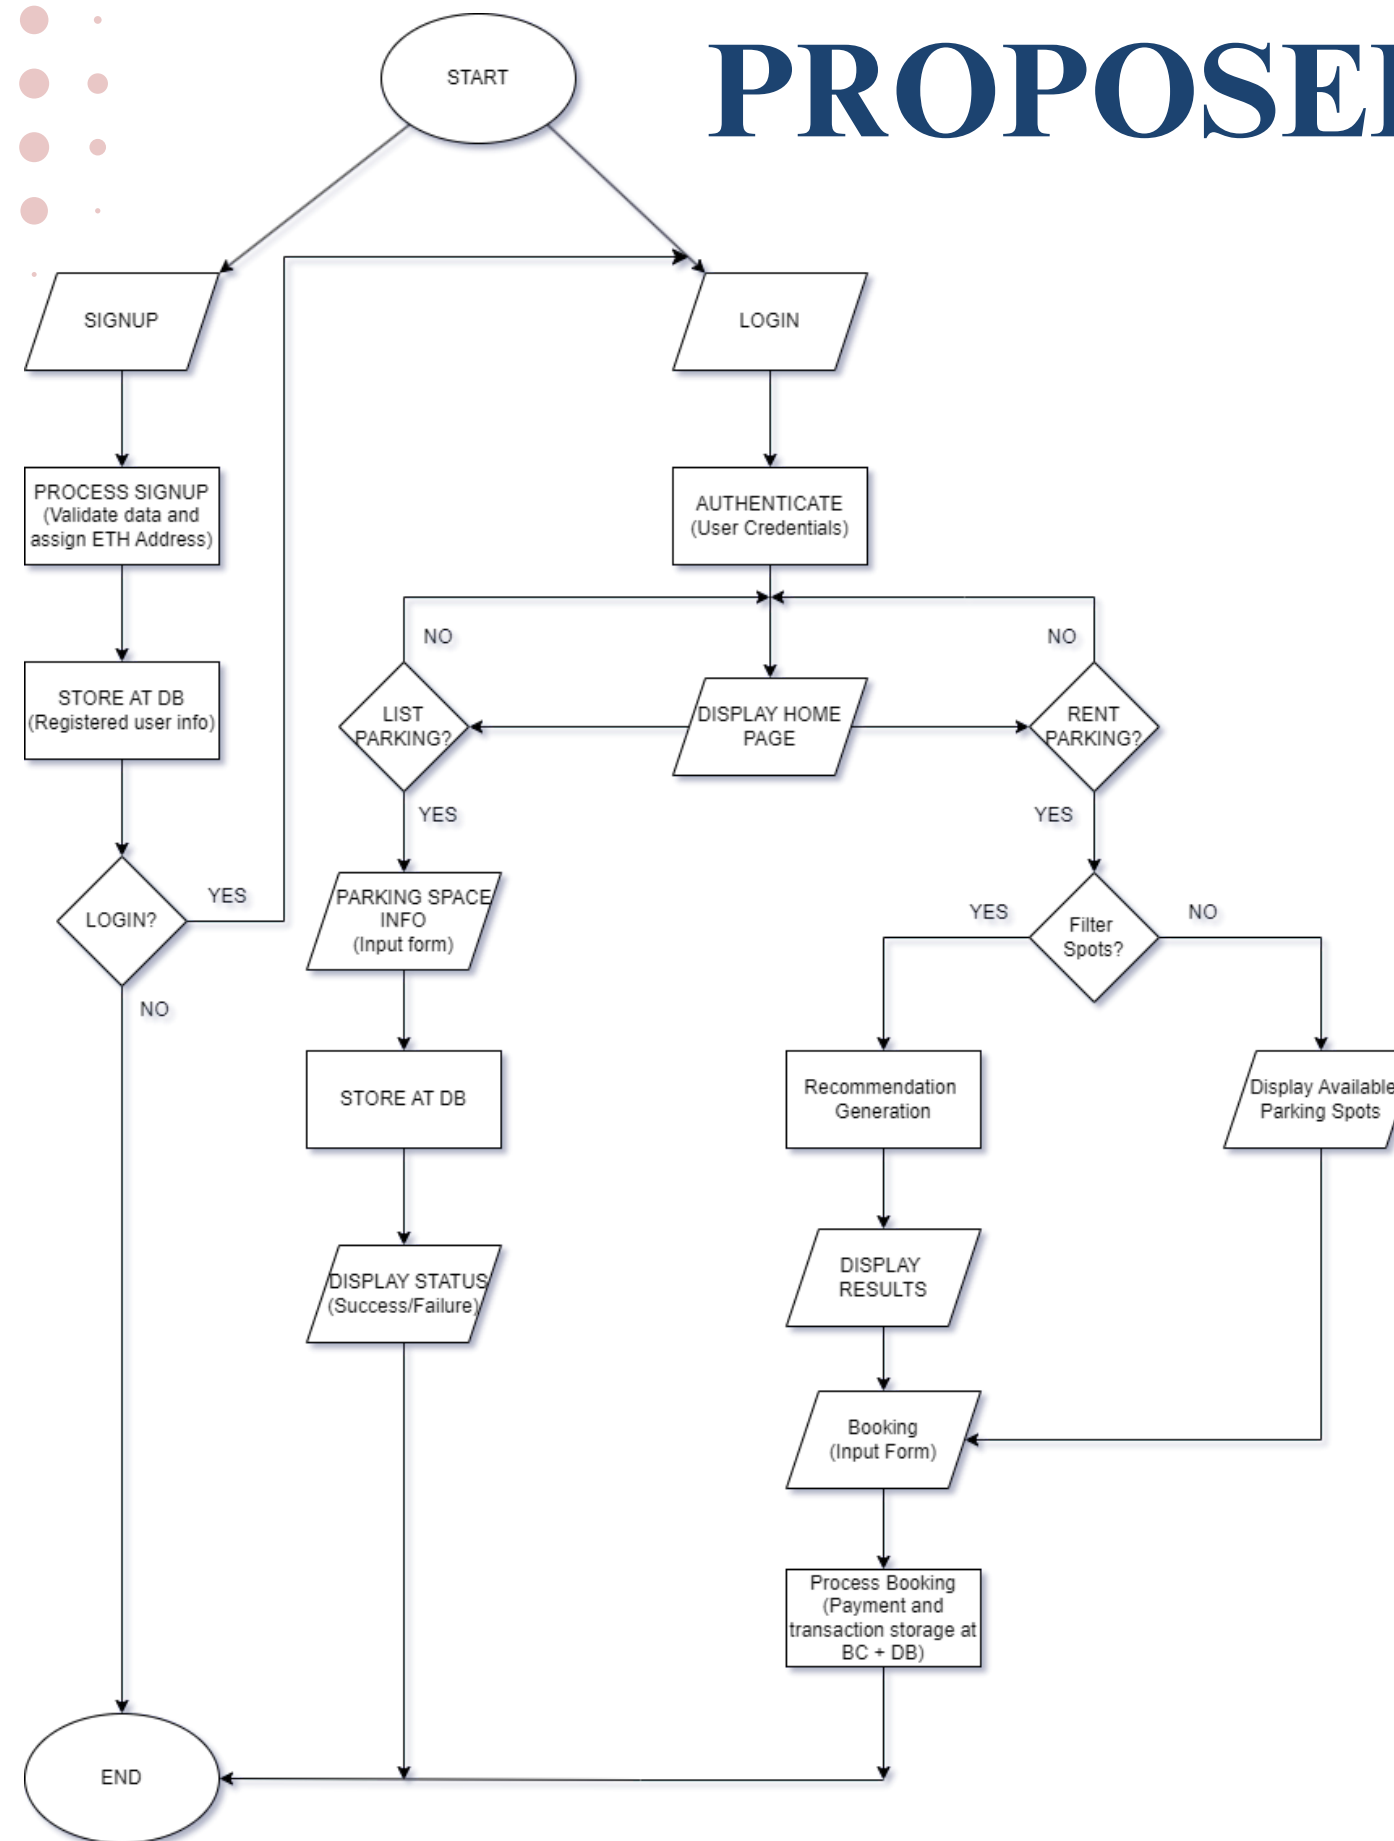 PROPOSE
START
SIGNUP
LOGIN
PROCESS SIGNUP
(Validate data and
assign ETH Address)
AUTHENTICATE
(User Credentials)
NO
NO
STORE AT DB
(Registered user info)
LIST
PARKING?
DISPLAY HOME
PAGE
RENT
PARKING?
YES
YES
LOGIN?
YES
NO
PARKING SPACE
INFO
(Input form)
YES
Filter
Spots?
NO
STORE AT DB
Recommendation
Generation
Display Available
Parking Spots
DISPLAY STATUS
(Success/Failure)
DISPLAY
RESULTS
Booking
(Input Form)
Process Booking
(Payment and
transaction storage at
BC + DB)
END